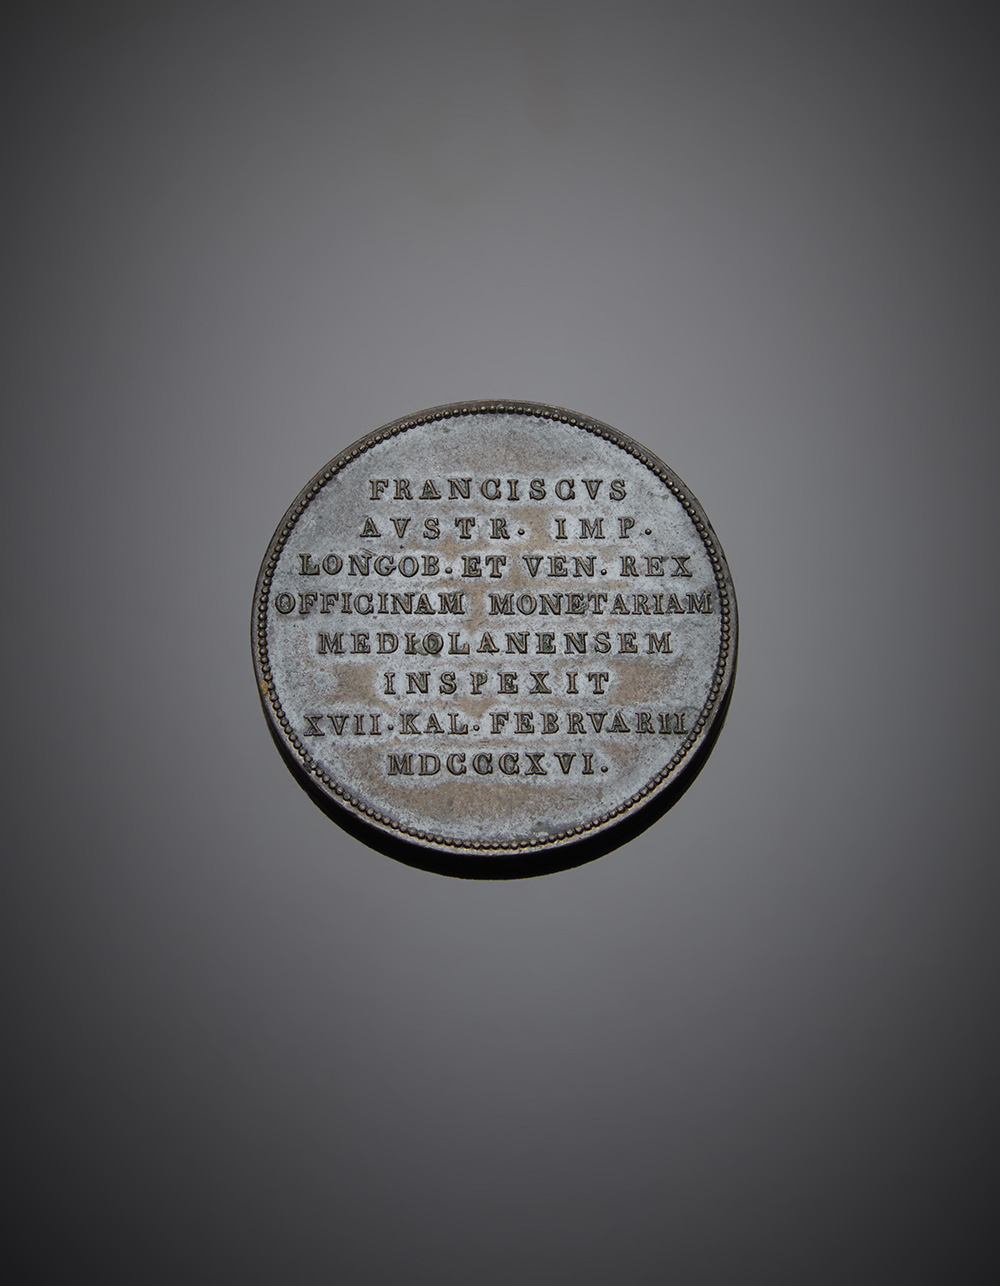 FRANCISCVS
AVSTR. IMP.
LONGOB. ET VEN. REX
OFFICINAM MONETARIAM
MEDIOLANENSEM
INSPEXIT
XVII·KAL·FEBRVARII
MDCCCXVI.